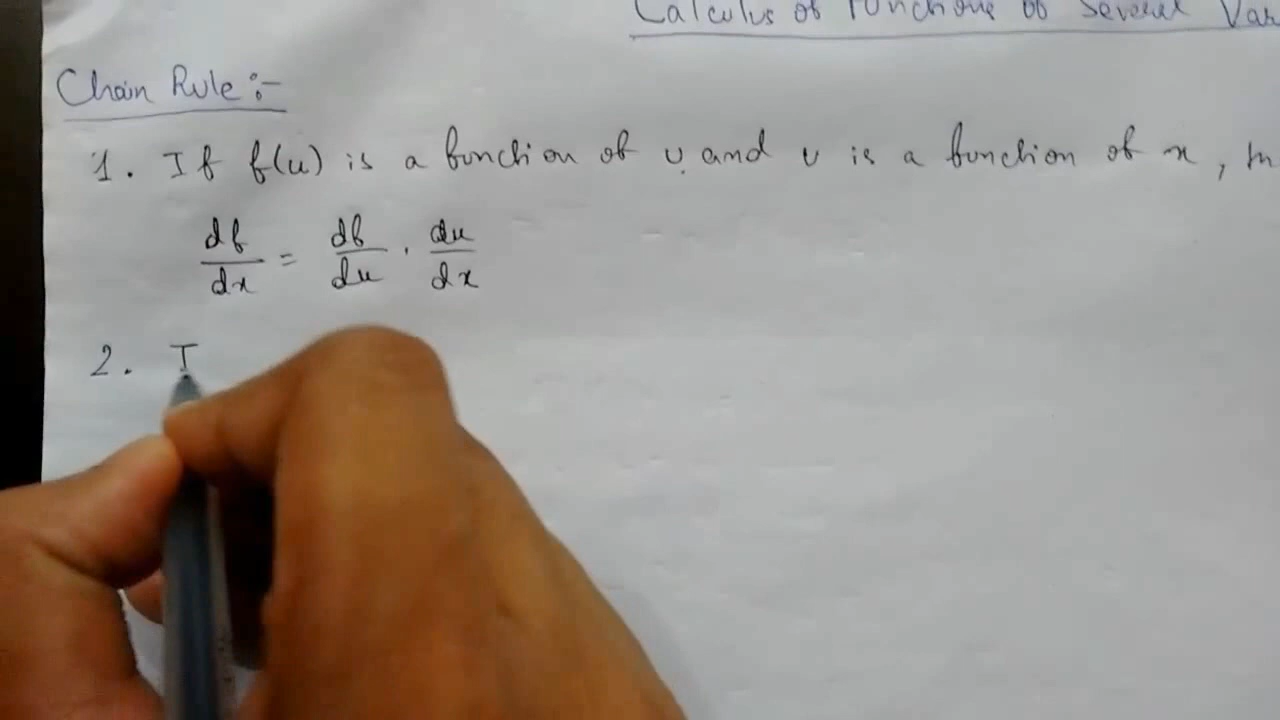 Calculus of Functions of Several Var
Chain Rule :-
1. If f(u) is a function of u and u is a function of x,
df/dx = df/du . du/dx
2. I